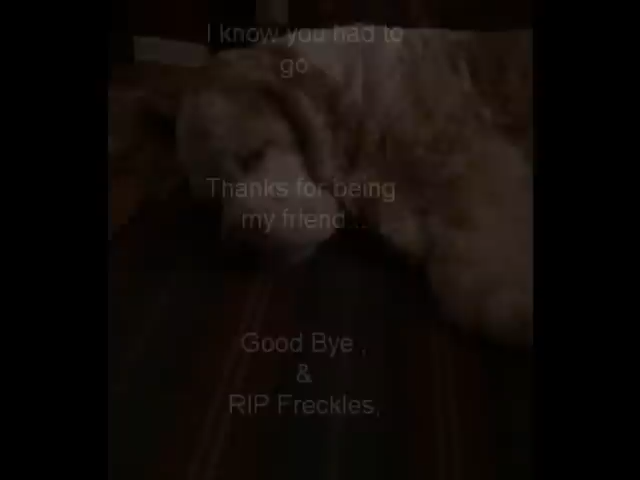 I know you had to
go
Thanks for being
my friend...
Good Bye ,
&
RIP Freckles,